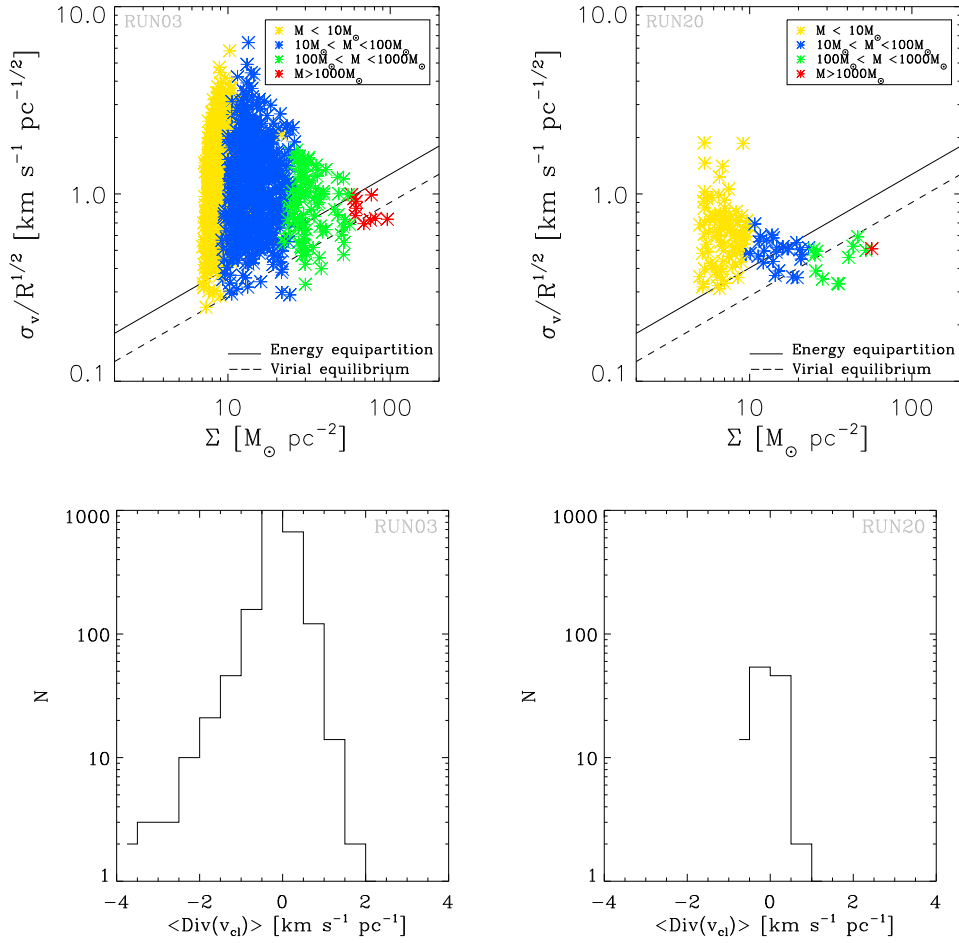 RUN03
M < 10M⊙
10M⊙ < M <100M⊙
100M⊙ < M <1000M⊙
M>1000M⊙
10.0
1.0
0.1
σv/R^1/2 [km s^-1 pc^-1/2]
Energy equipartition
Virial equilibrium
10
100
Σ [M⊙ pc^-2]
RUN20
M < 10M⊙
10M⊙ < M <100M⊙
100M⊙ < M <1000M⊙
M>1000M⊙
10.0
1.0
0.1
σv/R^1/2 [km s^-1 pc^-1/2]
Energy equipartition
Virial equilibrium
10
100
Σ [M⊙ pc^-2]
RUN03
1000
100
10
1
N
-4
-2
0
2
4
<Div(vcl)> [km s^-1 pc^-1]
RUN20
1000
100
10
1
N
-4
-2
0
2
4
<Div(vcl)> [km s^-1 pc^-1]